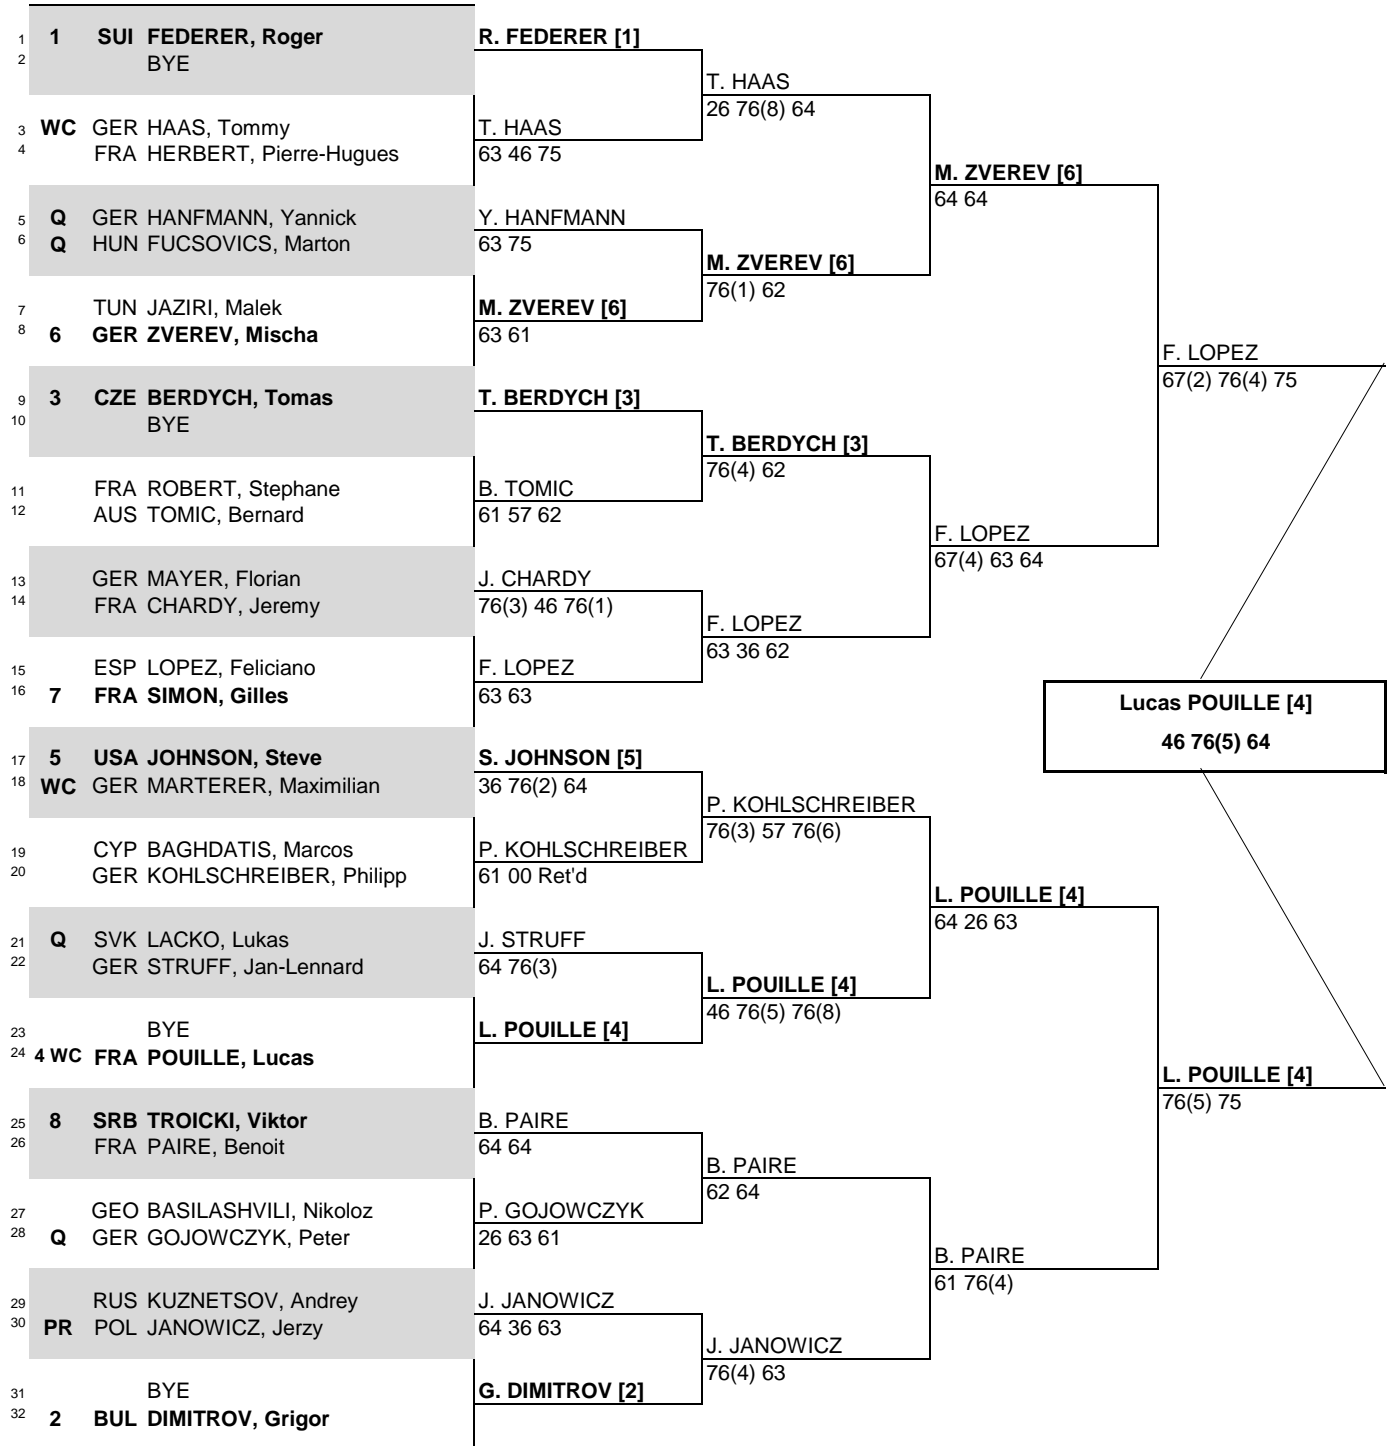 1 1 SUI FEDERER, Roger
2 BYE
3 WC GER HAAS, Tommy
4 FRA HERBERT, Pierre-Hugues
5 Q GER HANFMANN, Yannick
6 Q HUN FUCSOVICS, Marton
7 TUN JAZIRI, Malek
8 6 GER ZVEREV, Mischa
9 3 CZE BERDYCH, Tomas
10 BYE
11 FRA ROBERT, Stephane
12 AUS TOMIC, Bernard
13 GER MAYER, Florian
14 FRA CHARDY, Jeremy
15 ESP LOPEZ, Feliciano
16 7 FRA SIMON, Gilles
17 5 USA JOHNSON, Steve
18 WC GER MARTERER, Maximilian
19 CYP BAGHDATIS, Marcos
20 GER KOHLSCHREIBER, Philipp
21 Q SVK LACKO, Lukas
22 GER STRUFF, Jan-Lennard
23 BYE
24 4 WC FRA POUILLE, Lucas
25 8 SRB TROICKI, Viktor
26 FRA PAIRE, Benoit
27 GEO BASILASHVILI, Nikoloz
28 Q GER GOJOWCZYK, Peter
29 RUS KUZNETSOV, Andrey
30 PR POL JANOWICZ, Jerzy
31 BYE
32 2 BUL DIMITROV, Grigor
R. FEDERER [1]
T. HAAS
63 46 75
Y. HANFMANN
63 75
M. ZVEREV [6]
63 61
T. BERDYCH [3]
B. TOMIC
61 57 62
J. CHARDY
76(3) 46 76(1)
F. LOPEZ
63 63
S. JOHNSON [5]
36 76(2) 64
P. KOHLSCHREIBER
61 00 Ret'd
J. STRUFF
64 76(3)
L. POUILLE [4]
B. PAIRE
64 64
P. GOJOWCZYK
26 63 61
J. JANOWICZ
64 36 63
G. DIMITROV [2]
T. HAAS
26 76(8) 64
M. ZVEREV [6]
76(1) 62
T. BERDYCH [3]
76(4) 62
F. LOPEZ
63 36 62
P. KOHLSCHREIBER
76(3) 57 76(6)
L. POUILLE [4]
46 76(5) 76(8)
B. PAIRE
62 64
J. JANOWICZ
76(4) 63
M. ZVEREV [6]
64 64
F. LOPEZ
67(4) 63 64
L. POUILLE [4]
64 26 63
B. PAIRE
61 76(4)
F. LOPEZ
67(2) 76(4) 75
L. POUILLE [4]
76(5) 75
Lucas POUILLE [4]
46 76(5) 64